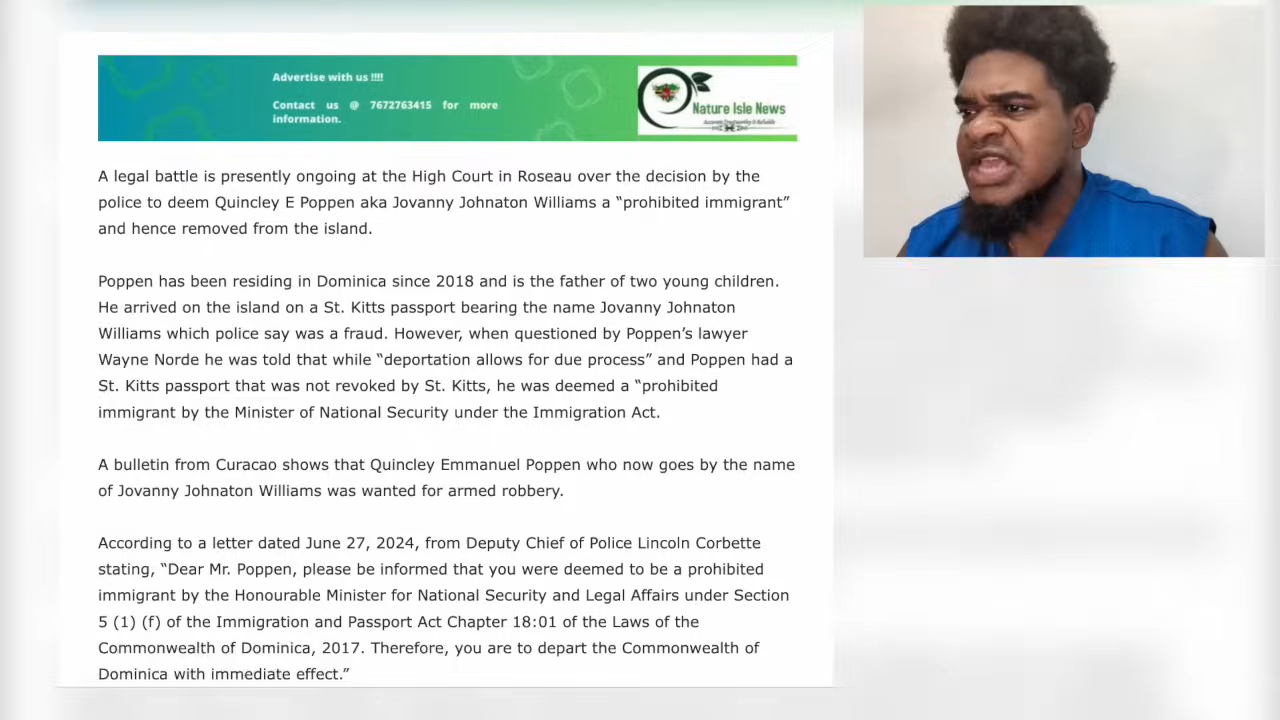 Advertise with us !!!!
Contact us @ 7672763415 for more
information.
Nature Isle News
Accurate Trustworthy & Reliable
A legal battle is presently ongoing at the High Court in Roseau over the decision by the
police to deem Quincley E Poppen aka Jovanny Johnaton Williams a “prohibited immigrant”
and hence removed from the island.
Poppen has been residing in Dominica since 2018 and is the father of two young children.
He arrived on the island on a St. Kitts passport bearing the name Jovanny Johnaton
Williams which police say was a fraud. However, when questioned by Poppen’s lawyer
Wayne Norde he was told that while “deportation allows for due process” and Poppen had a
St. Kitts passport that was not revoked by St. Kitts, he was deemed a “prohibited
immigrant by the Minister of National Security under the Immigration Act.
A bulletin from Curacao shows that Quincley Emmanuel Poppen who now goes by the name
of Jovanny Johnaton Williams was wanted for armed robbery.
According to a letter dated June 27, 2024, from Deputy Chief of Police Lincoln Corbette
stating, “Dear Mr. Poppen, please be informed that you were deemed to be a prohibited
immigrant by the Honourable Minister for National Security and Legal Affairs under Section
5 (1) (f) of the Immigration and Passport Act Chapter 18:01 of the Laws of the
Commonwealth of Dominica, 2017. Therefore, you are to depart the Commonwealth of
Dominica with immediate effect.”